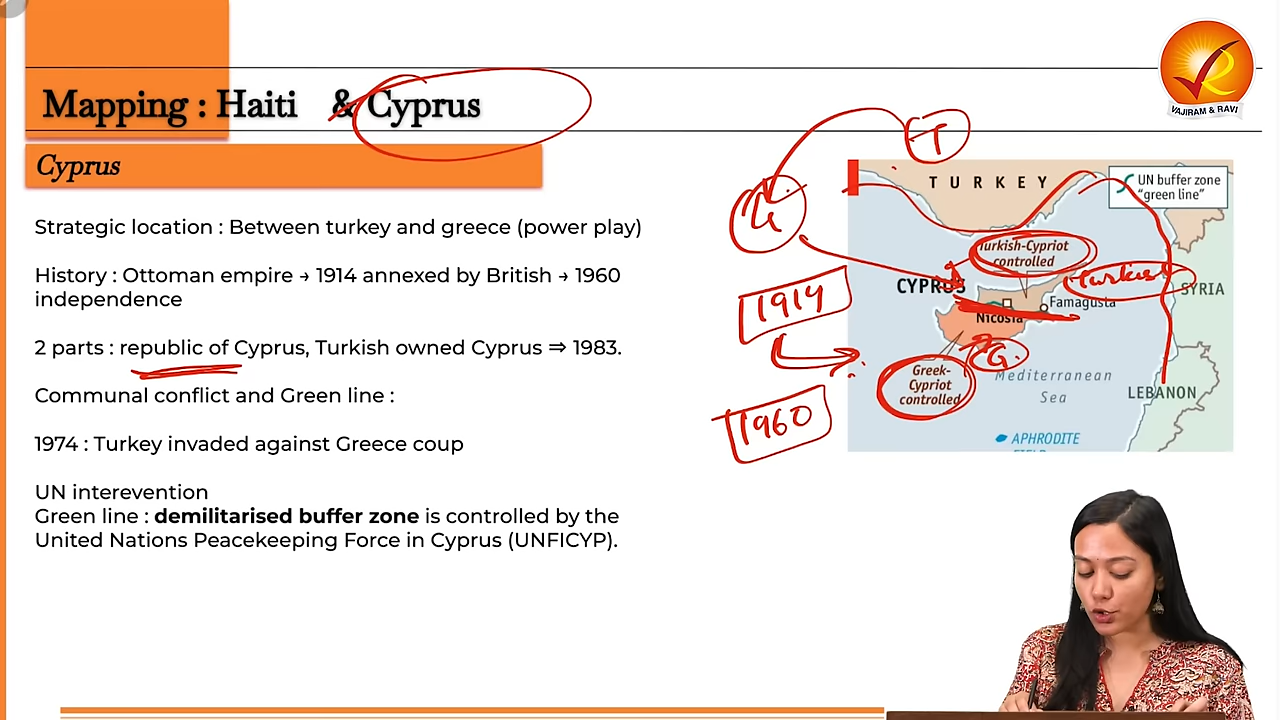 Mapping : Haiti & Cyprus
VAJIRAM & RAVI
Cyprus
Strategic location : Between turkey and greece (power play)
History : Ottoman empire → 1914 annexed by British → 1960
independence
2 parts : republic of Cyprus, Turkish owned Cyprus ⇒ 1983.
Communal conflict and Green line :
1974 : Turkey invaded against Greece coup
UN interevention
Green line : demilitarised buffer zone is controlled by the
United Nations Peacekeeping Force in Cyprus (UNFICYP).
T
G
1914
1960
TURKEY
UN buffer zone
"green line"
Turkish-Cypriot
controlled
CYPRUS
Turkish
SYRIA
Famagusta
Nicosia
G.
Greek-
Cypriot
controlled
Mediterranean
Sea
LEBANON
APHRODITE
FIELD